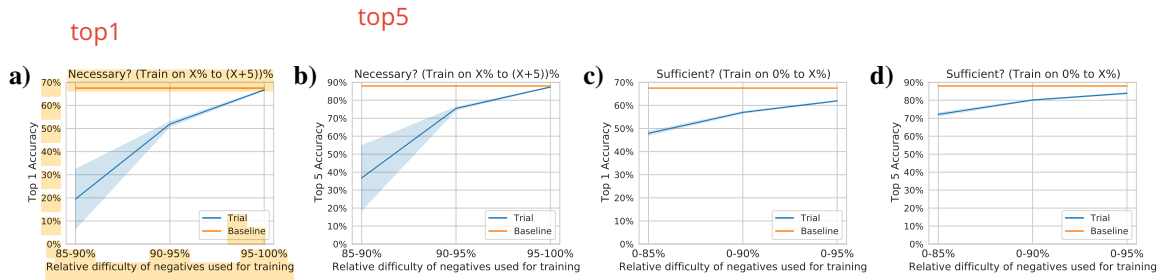 top1
top5
a)
Necessary? (Train on X% to (X+5))%
70%
60%
50%
40%
30%
20%
10%
0%
Top 1 Accuracy
Trial
Baseline
85-90%
90-95%
95-100%
Relative difficulty of negatives used for training
b)
Necessary? (Train on X% to (X+5))%
90%
80%
70%
60%
50%
40%
30%
20%
10%
0%
Top 5 Accuracy
Trial
Baseline
85-90%
90-95%
95-100%
Relative difficulty of negatives used for training
c)
Sufficient? (Train on 0% to X%)
70%
60%
50%
40%
30%
20%
10%
0%
Top 1 Accuracy
Trial
Baseline
0-85%
0-90%
0-95%
Relative difficulty of negatives used for training
d)
Sufficient? (Train on 0% to X%)
90%
80%
70%
60%
50%
40%
30%
20%
10%
0%
Top 5 Accuracy
Trial
Baseline
0-85%
0-90%
0-95%
Relative difficulty of negatives used for training